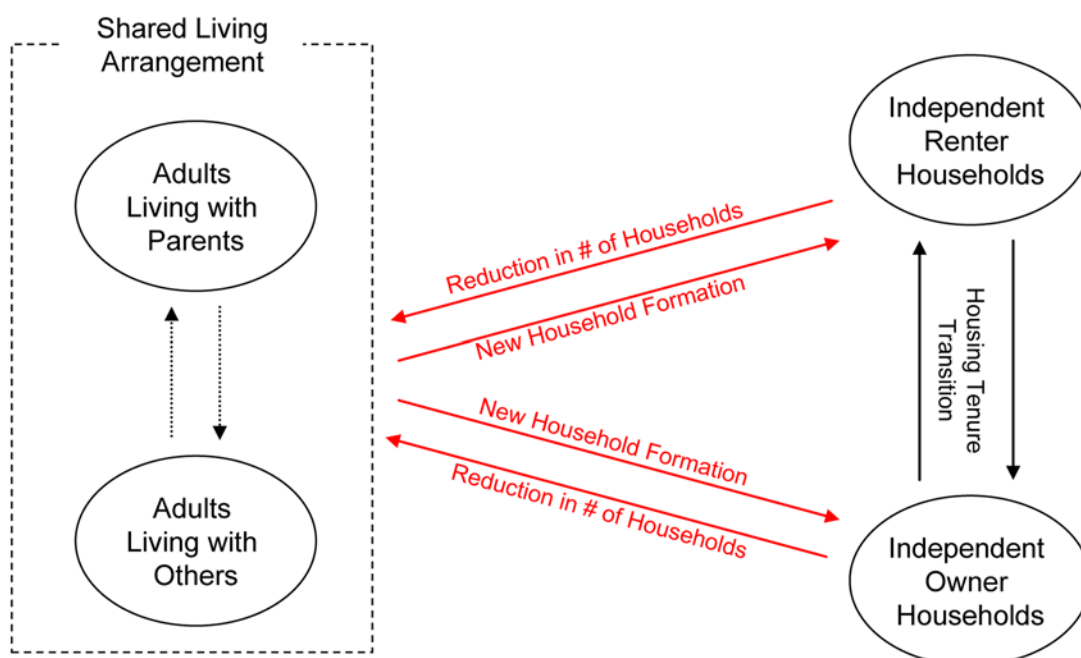 Shared Living
Arrangement
Adults
Living with
Parents
Adults
Living with
Others
Reduction in # of Households
New Household Formation
New Household Formation
Reduction in # of Households
Independent
Renter
Households
Housing Tenure
Transition
Independent
Owner
Households